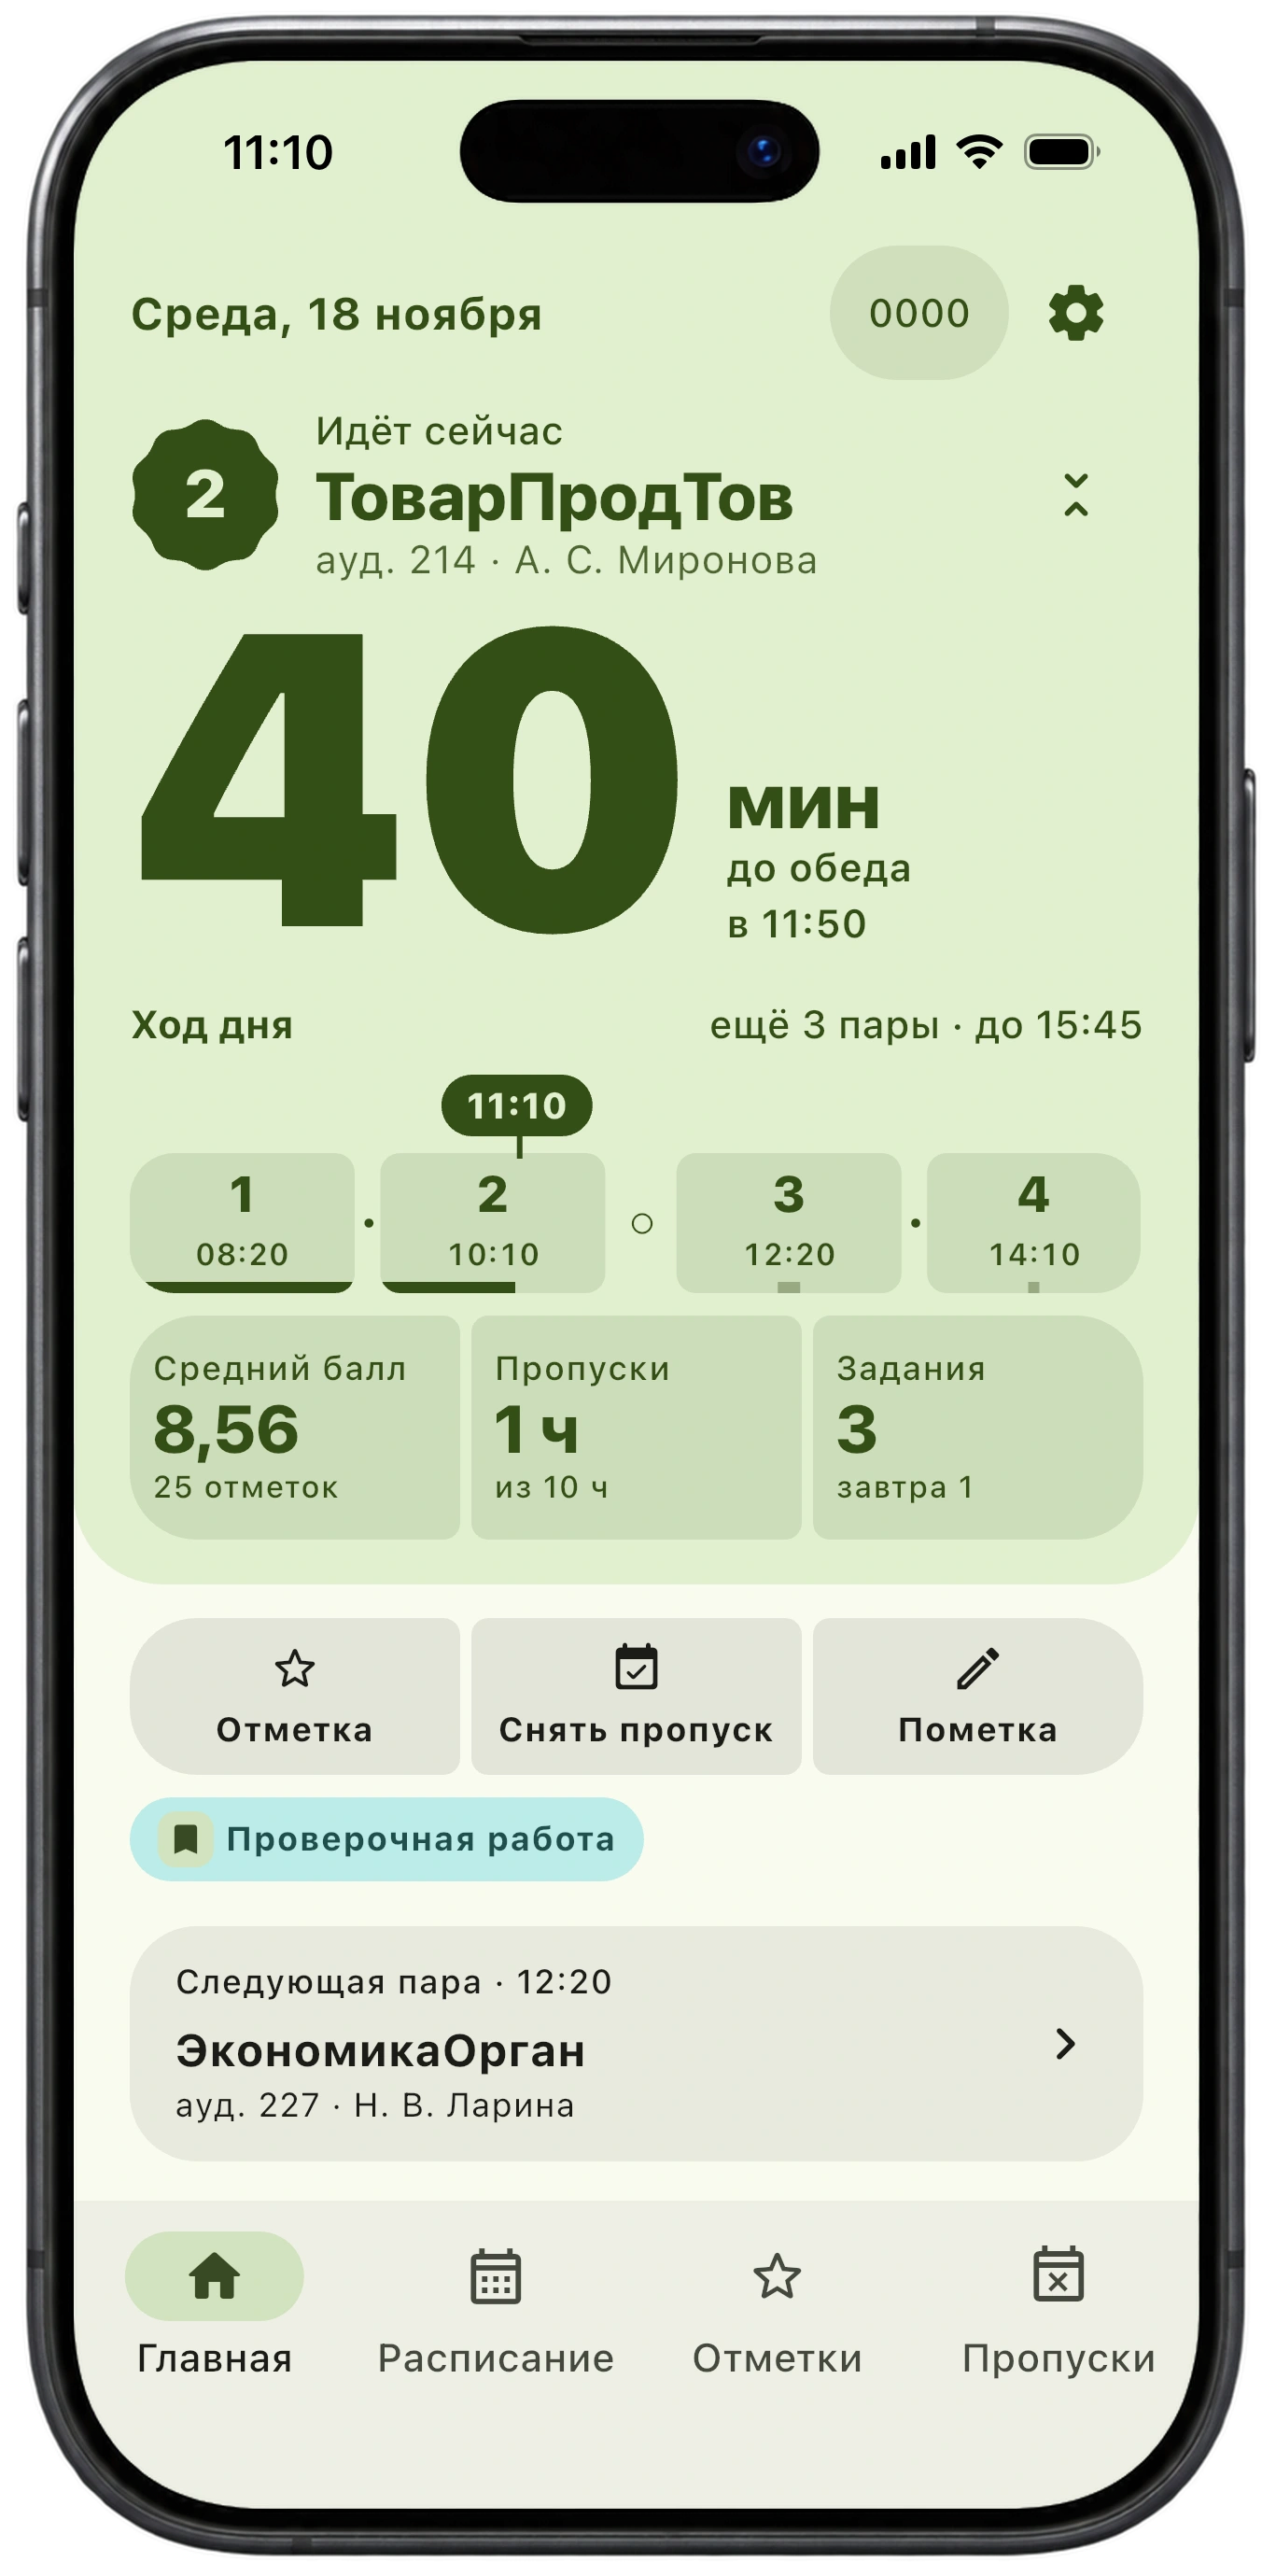 11:10
Среда, 18 ноября
0000
Идёт сейчас
2
ТоварПродТов
ауд. 214 · А. С. Миронова
40
мин
до обеда
в 11:50
Ход дня
ещё 3 пары · до 15:45
11:10
1
2
3
4
08:20
10:10
12:20
14:10
Средний балл
8,56
25 отметок
Пропуски
1 ч
из 10 ч
Задания
3
завтра 1
Отметка
Снять пропуск
Пометка
Проверочная работа
Следующая пара · 12:20
ЭкономикаОрган
ауд. 227 · Н. В. Ларина
Главная
Расписание
Отметки
Пропуски